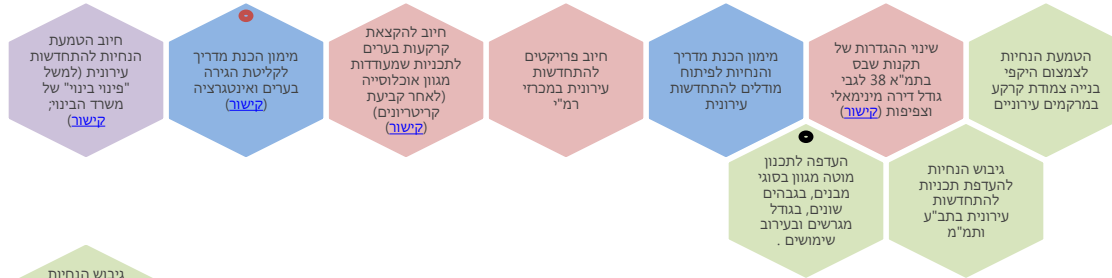 הטמעת הנחיות
לצמצום היקפי
בנייה צמודת קרקע
במרקמים עירוניים
שינוי ההגדרות של
תקנות שבס
בתמ"א 38 לגבי
גודל דירה מינימאלי
וצפיפות (קישור)
מימון הכנת מדריך
והנחיות לפיתוח
מודלים להתחדשות
עירונית
חיוב פרויקטים
להתחדשות
עירונית במכרזי
רמ"י
חיוב להקצאת
קרקעות בערים
לתכניות שמעודדות
מגוון אוכלוסייה
(לאחר קביעת
קריטריונים)
(קישור)
מימון הכנת מדריך
לקליטת הגירה
בערים ואינטגרציה
(קישור)
חיוב הטמעת
הנחיות להתחדשות
עירונית (למשל
"פינוי בינוי" של
משרד הבינוי;
קישור)
גיבוש הנחיות
להעדפת תכניות
להתחדשות
עירונית בתב"ע
ותמ"מ
העדפה לתכנון
מוטה מגוון בסוגי
מבנים, בגבהים
שונים, בגודל
מגרשים ובעירוב
שימושים .
גיבוש הנחיות